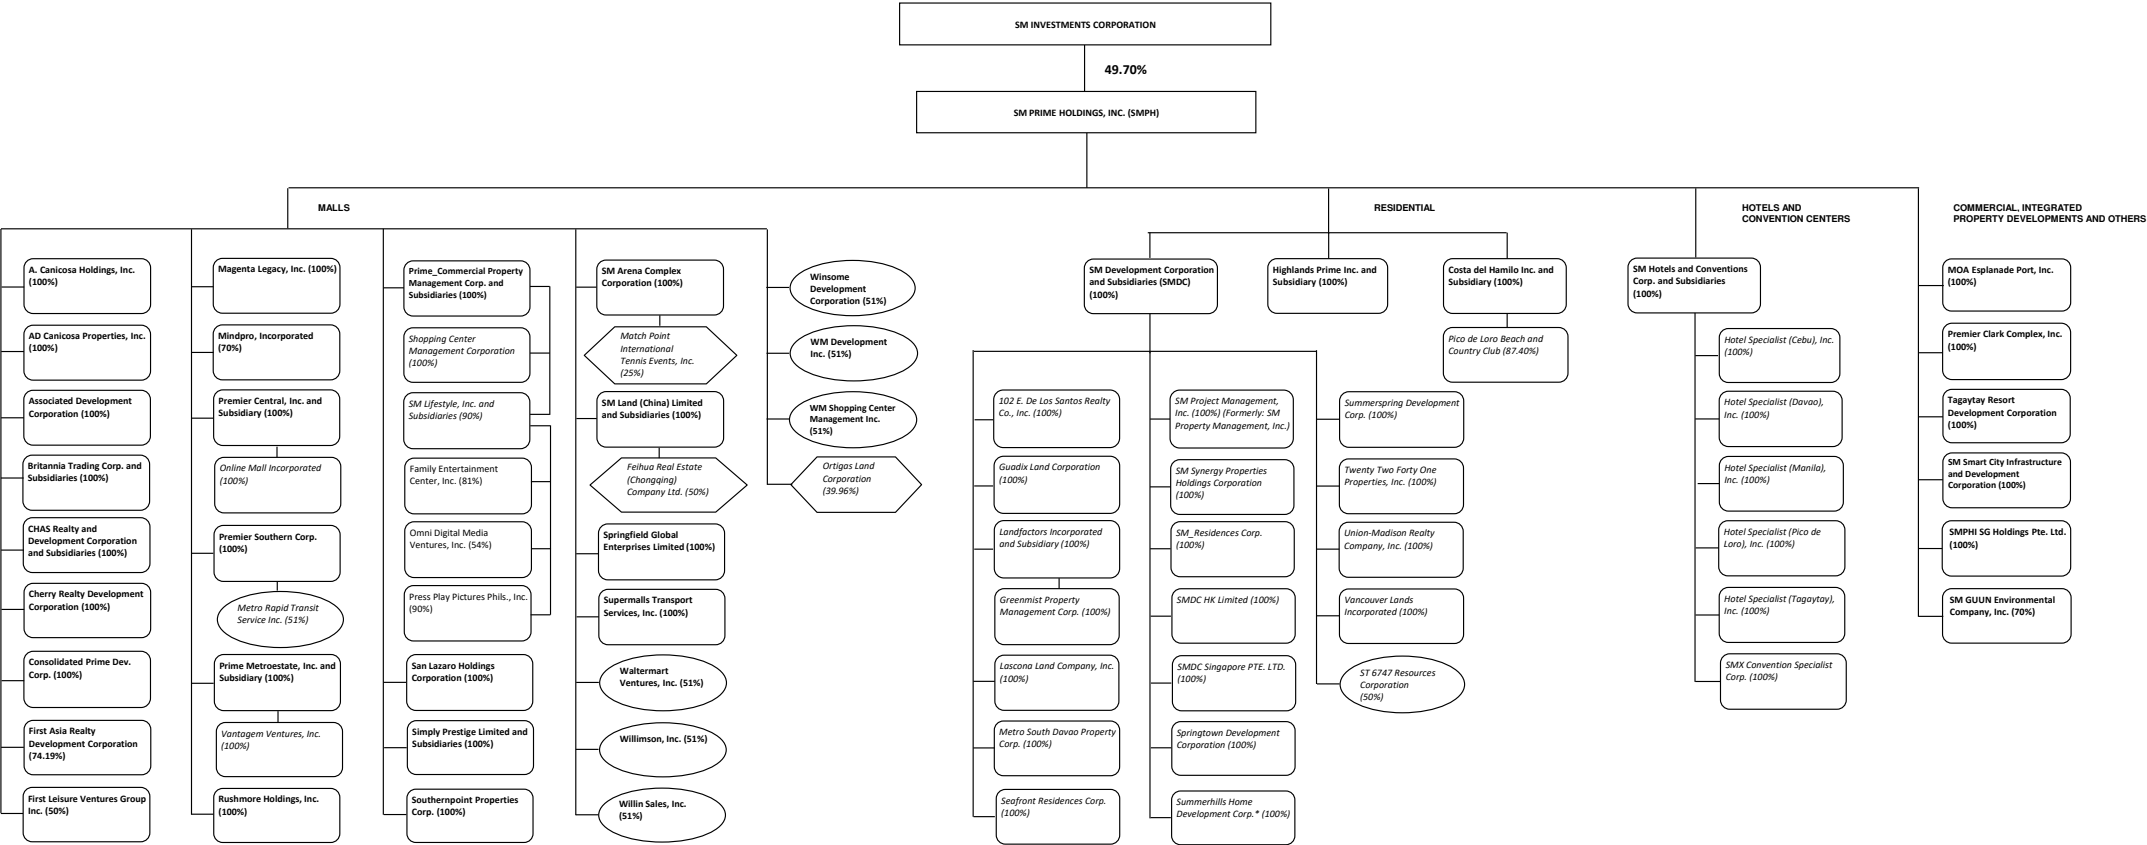 SM INVESTMENTS CORPORATION
49.70%
SM PRIME HOLDINGS, INC. (SMPH)
MALLS
A. Canicosa Holdings, Inc.
(100%)
AD Canicosa Properties, Inc.
(100%)
Associated Development
Corporation (100%)
Britannia Trading Corp. and
Subsidiaries (100%)
CHAS Realty and
Development Corporation
and Subsidiaries (100%)
Cherry Realty Development
Corporation (100%)
Consolidated Prime Dev.
Corp. (100%)
First Asia Realty
Development Corporation
(74.19%)
First Leisure Ventures Group
Inc. (50%)
Magenta Legacy, Inc. (100%)
Mindpro, Incorporated
(70%)
Premier Central, Inc. and
Subsidiary (100%)
Online Mall Incorporated
(100%)
Premier Southern Corp.
(100%)
Metro Rapid Transit
Service Inc. (51%)
Prime Metroestate, Inc. and
Subsidiary (100%)
Vantagem Ventures, Inc.
(100%)
Rushmore Holdings, Inc.
(100%)
Prime_Commercial Property
Management Corp. and
Subsidiaries (100%)
Shopping Center
Management Corporation
(100%)
SM Lifestyle, Inc. and
Subsidiaries (90%)
Family Entertainment
Center, Inc. (81%)
Omni Digital Media
Ventures, Inc. (54%)
Press Play Pictures Phils., Inc.
(90%)
San Lazaro Holdings
Corporation (100%)
Simply Prestige Limited and
Subsidiaries (100%)
Southernpoint Properties
Corp. (100%)
SM Arena Complex
Corporation (100%)
Match Point
International
Tennis Events, Inc.
(25%)
SM Land (China) Limited
and Subsidiaries (100%)
Feihua Real Estate
(Chongqing)
Company Ltd. (50%)
Springfield Global
Enterprises Limited (100%)
Supermalls Transport
Services, Inc. (100%)
Waltermart
Ventures, Inc. (51%)
Willimson, Inc. (51%)
Willin Sales, Inc.
(51%)
Winsome
Development
Corporation (51%)
WM Development
Inc. (51%)
WM Shopping Center
Management Inc.
(51%)
Ortigas Land
Corporation
(39.96%)
RESIDENTIAL
SM Development Corporation
and Subsidiaries (SMDC)
(100%)
Highlands Prime Inc. and
Subsidiary (100%)
Costa del Hamilo Inc. and
Subsidiary (100%)
Pico de Loro Beach and
Country Club (87.40%)
102 E. De Los Santos Realty
Co., Inc. (100%)
Guadix Land Corporation
(100%)
Landfactors Incorporated
and Subsidiary (100%)
Greenmist Property
Management Corp. (100%)
Lascona Land Company, Inc.
(100%)
Metro South Davao Property
Corp. (100%)
Seafront Residences Corp.
(100%)
SM Project Management,
Inc. (100%) (Formerly: SM
Property Management, Inc.)
SM Synergy Properties
Holdings Corporation
(100%)
SM_Residences Corp.
(100%)
SMDC HK Limited (100%)
SMDC Singapore PTE. LTD.
(100%)
Springtown Development
Corporation (100%)
Summerhills Home
Development Corp.* (100%)
Summerspring Development
Corp. (100%)
Twenty Two Forty One
Properties, Inc. (100%)
Union-Madison Realty
Company, Inc. (100%)
Vancouver Lands
Incorporated (100%)
ST 6747 Resources
Corporation
(50%)
HOTELS AND
CONVENTION CENTERS
SM Hotels and Conventions
Corp. and Subsidiaries
(100%)
Hotel Specialist (Cebu), Inc.
(100%)
Hotel Specialist (Davao),
Inc. (100%)
Hotel Specialist (Manila),
Inc. (100%)
Hotel Specialist (Pico de
Loro), Inc. (100%)
Hotel Specialist (Tagaytay),
Inc. (100%)
SMX Convention Specialist
Corp. (100%)
COMMERCIAL, INTEGRATED
PROPERTY DEVELOPMENTS AND OTHERS
MOA Esplanade Port, Inc.
(100%)
Premier Clark Complex, Inc.
(100%)
Tagaytay Resort
Development Corporation
(100%)
SM Smart City Infrastructure
and Development
Corporation (100%)
SMPHI SG Holdings Pte. Ltd.
(100%)
SM GUUN Environmental
Company, Inc. (70%)